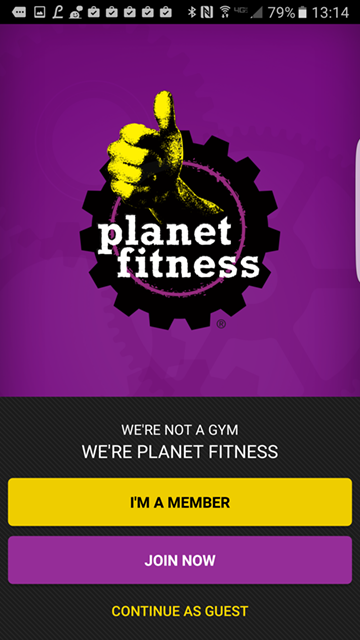 79% 13:14
planet
fitness
®
WE'RE NOT A GYM
WE'RE PLANET FITNESS
I'M A MEMBER
JOIN NOW
CONTINUE AS GUEST